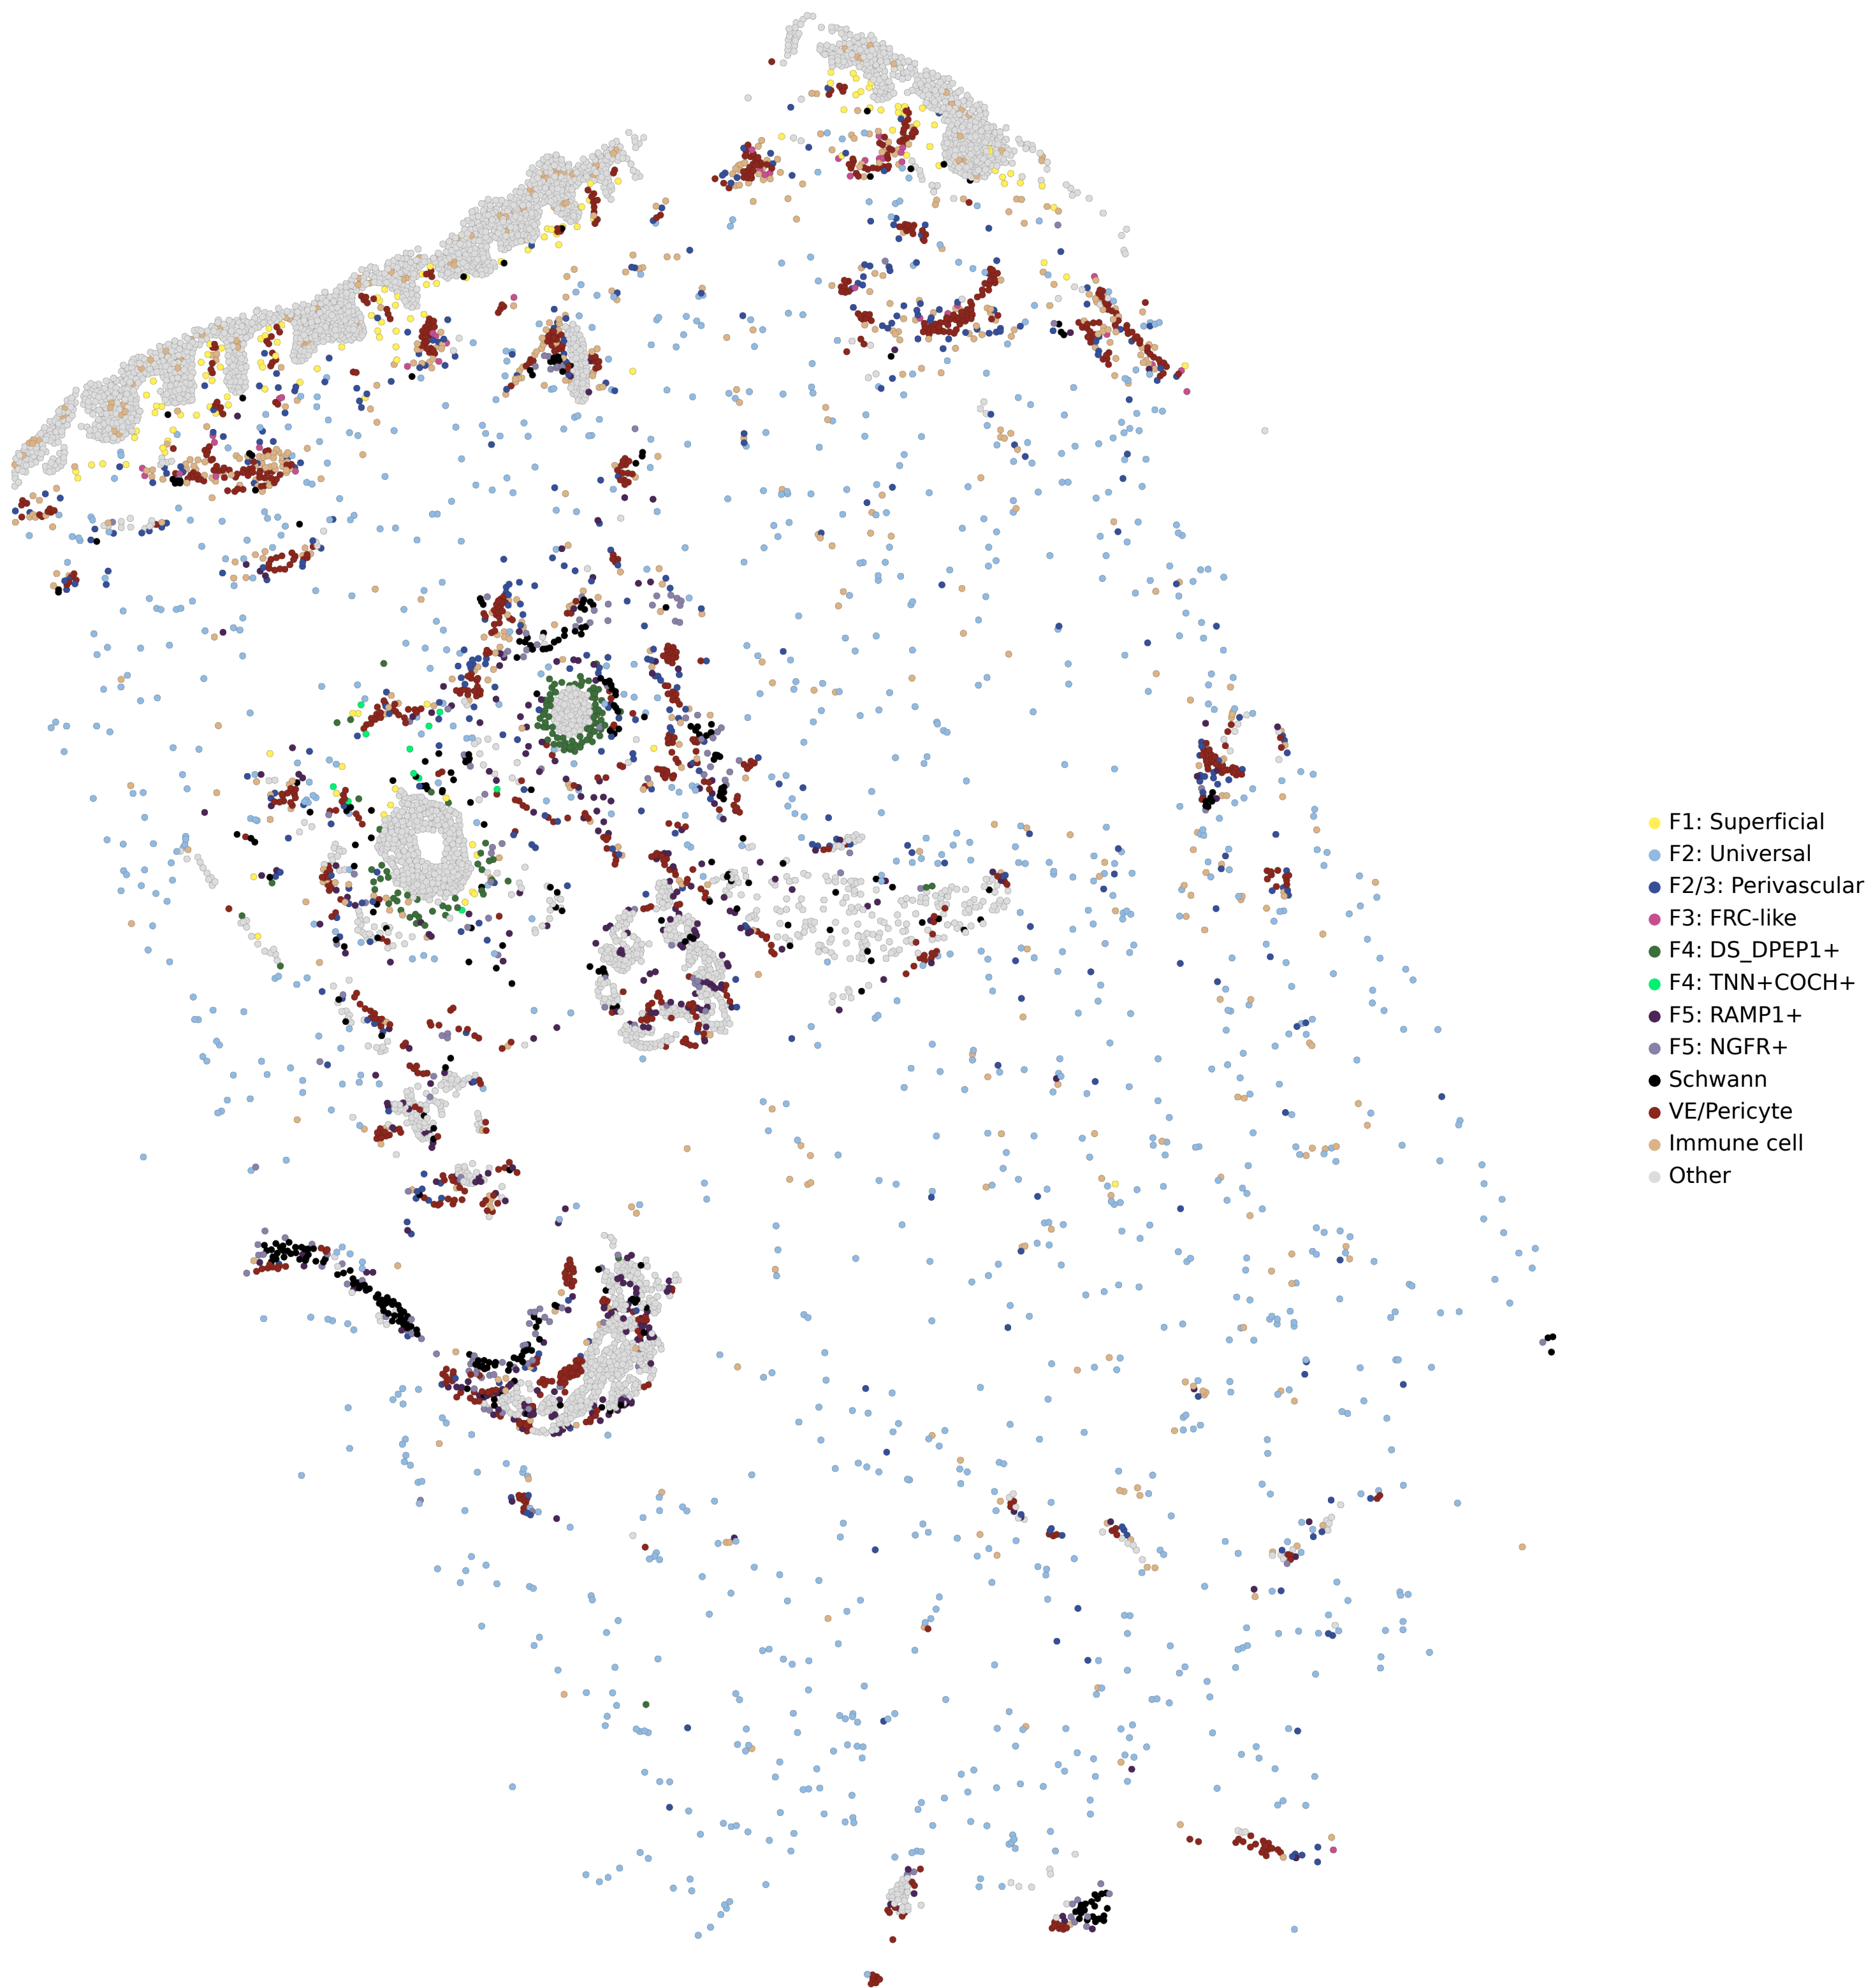 F1: Superficial
F2: Universal
F2/3: Perivascular
F3: FRC-like
F4: DS_DPEP1+
F4: TNN+COCH+
F5: RAMP1+
F5: NGFR+
Schwann
VE/Pericyte
Immune cell
Other